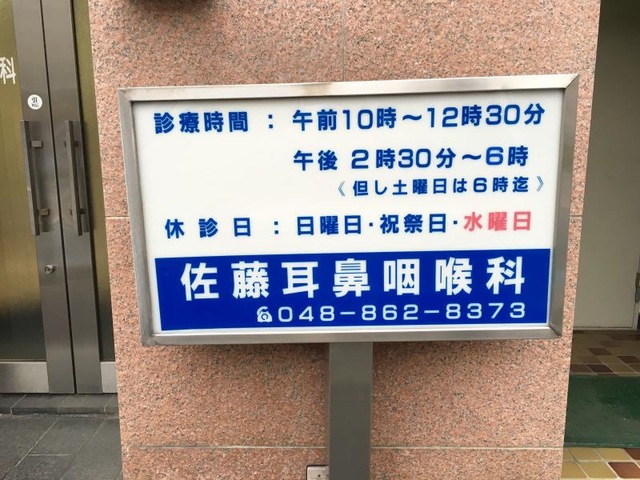 診療時間 : 午前10時〜12時30分
午後 2時30分〜6時
《 但し土曜日は6時迄 》
休診日 : 日曜日・祝祭日・水曜日
佐藤耳鼻咽喉科
☎048-862-8373
科
引